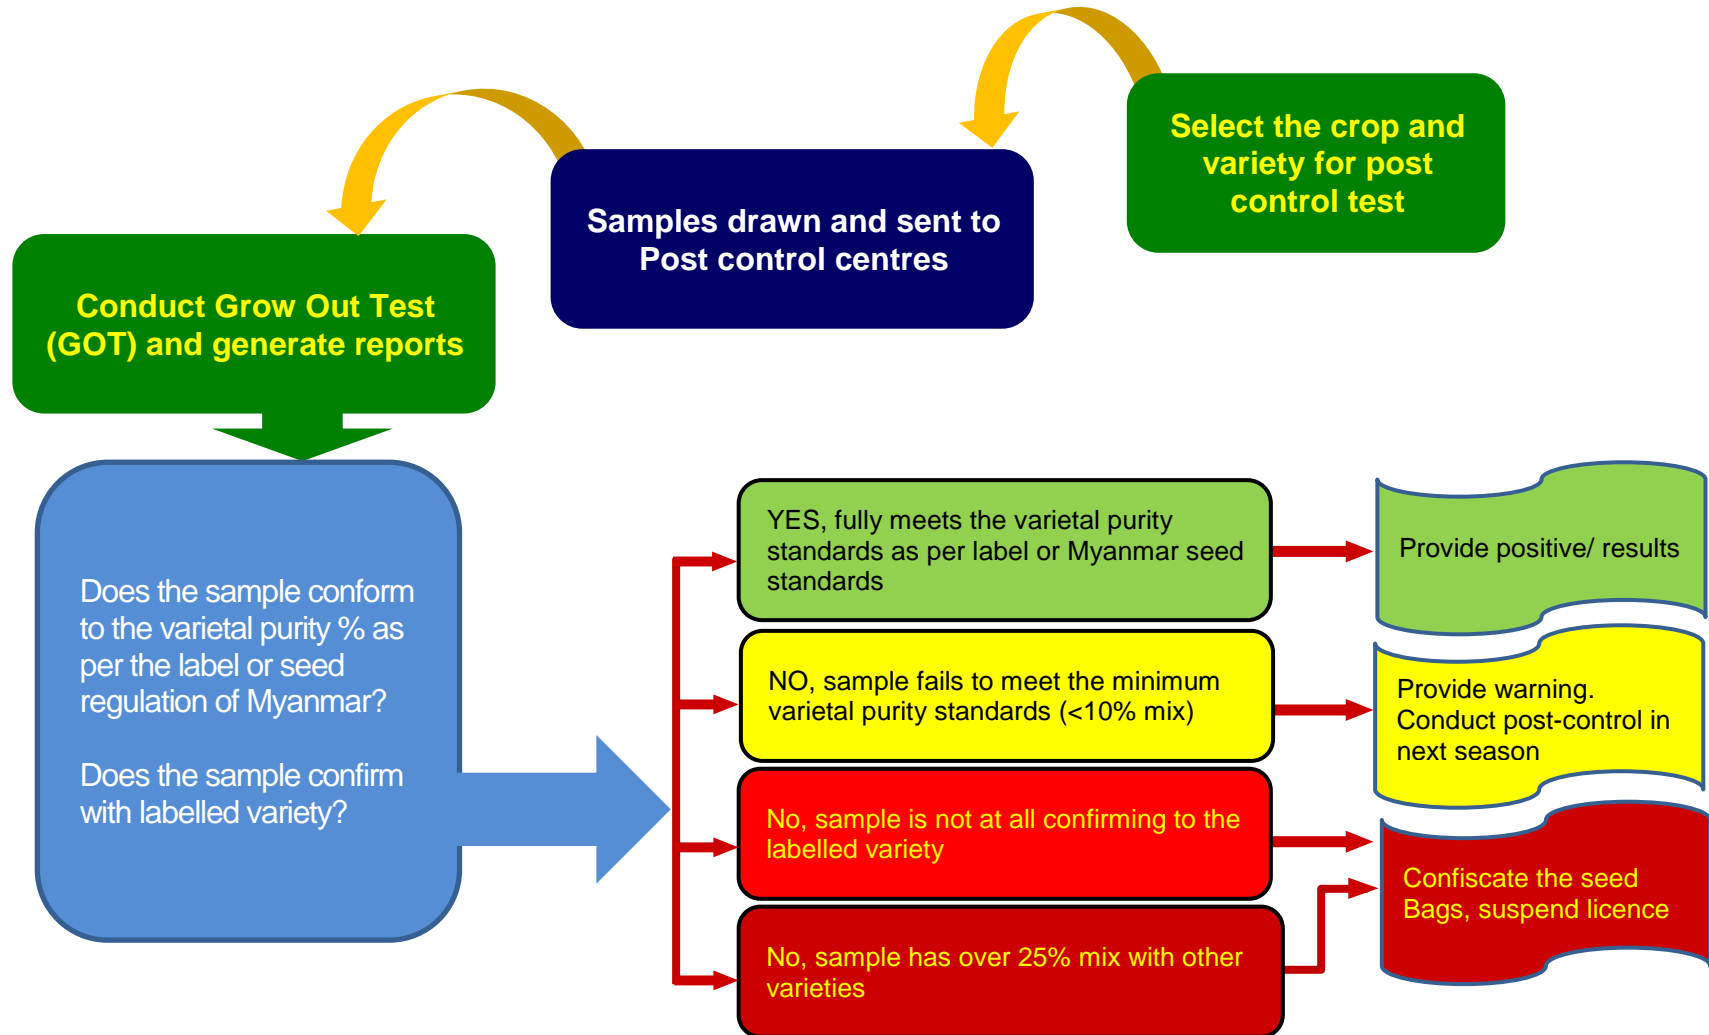 Select the crop and
variety for post
control test
Samples drawn and sent to
Post control centres
Conduct Grow Out Test
(GOT) and generate reports
Does the sample conform
to the varietal purity % as
per the label or seed
regulation of Myanmar?
Does the sample confirm
with labelled variety?
YES, fully meets the varietal purity
standards as per label or Myanmar seed
standards
Provide positive/ results
NO, sample fails to meet the minimum
varietal purity standards (<10% mix)
Provide warning.
Conduct post-control in
next season
No, sample is not at all confirming to the
labelled variety
Confiscate the seed
Bags, suspend licence
No, sample has over 25% mix with other
varieties